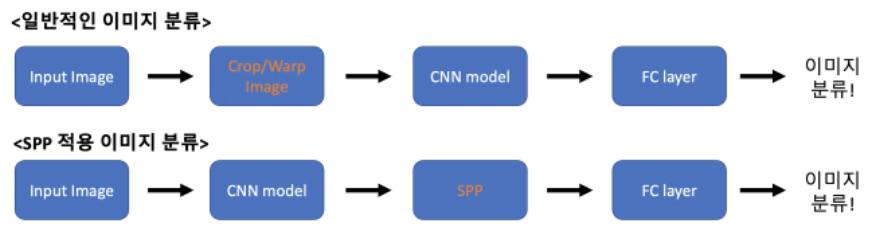 <일반적인 이미지 분류>
Input Image
Crop/Warp
Image
CNN model
FC layer
이미지
분류!
<SPP 적용 이미지 분류>
Input Image
CNN model
SPP
FC layer
이미지
분류!